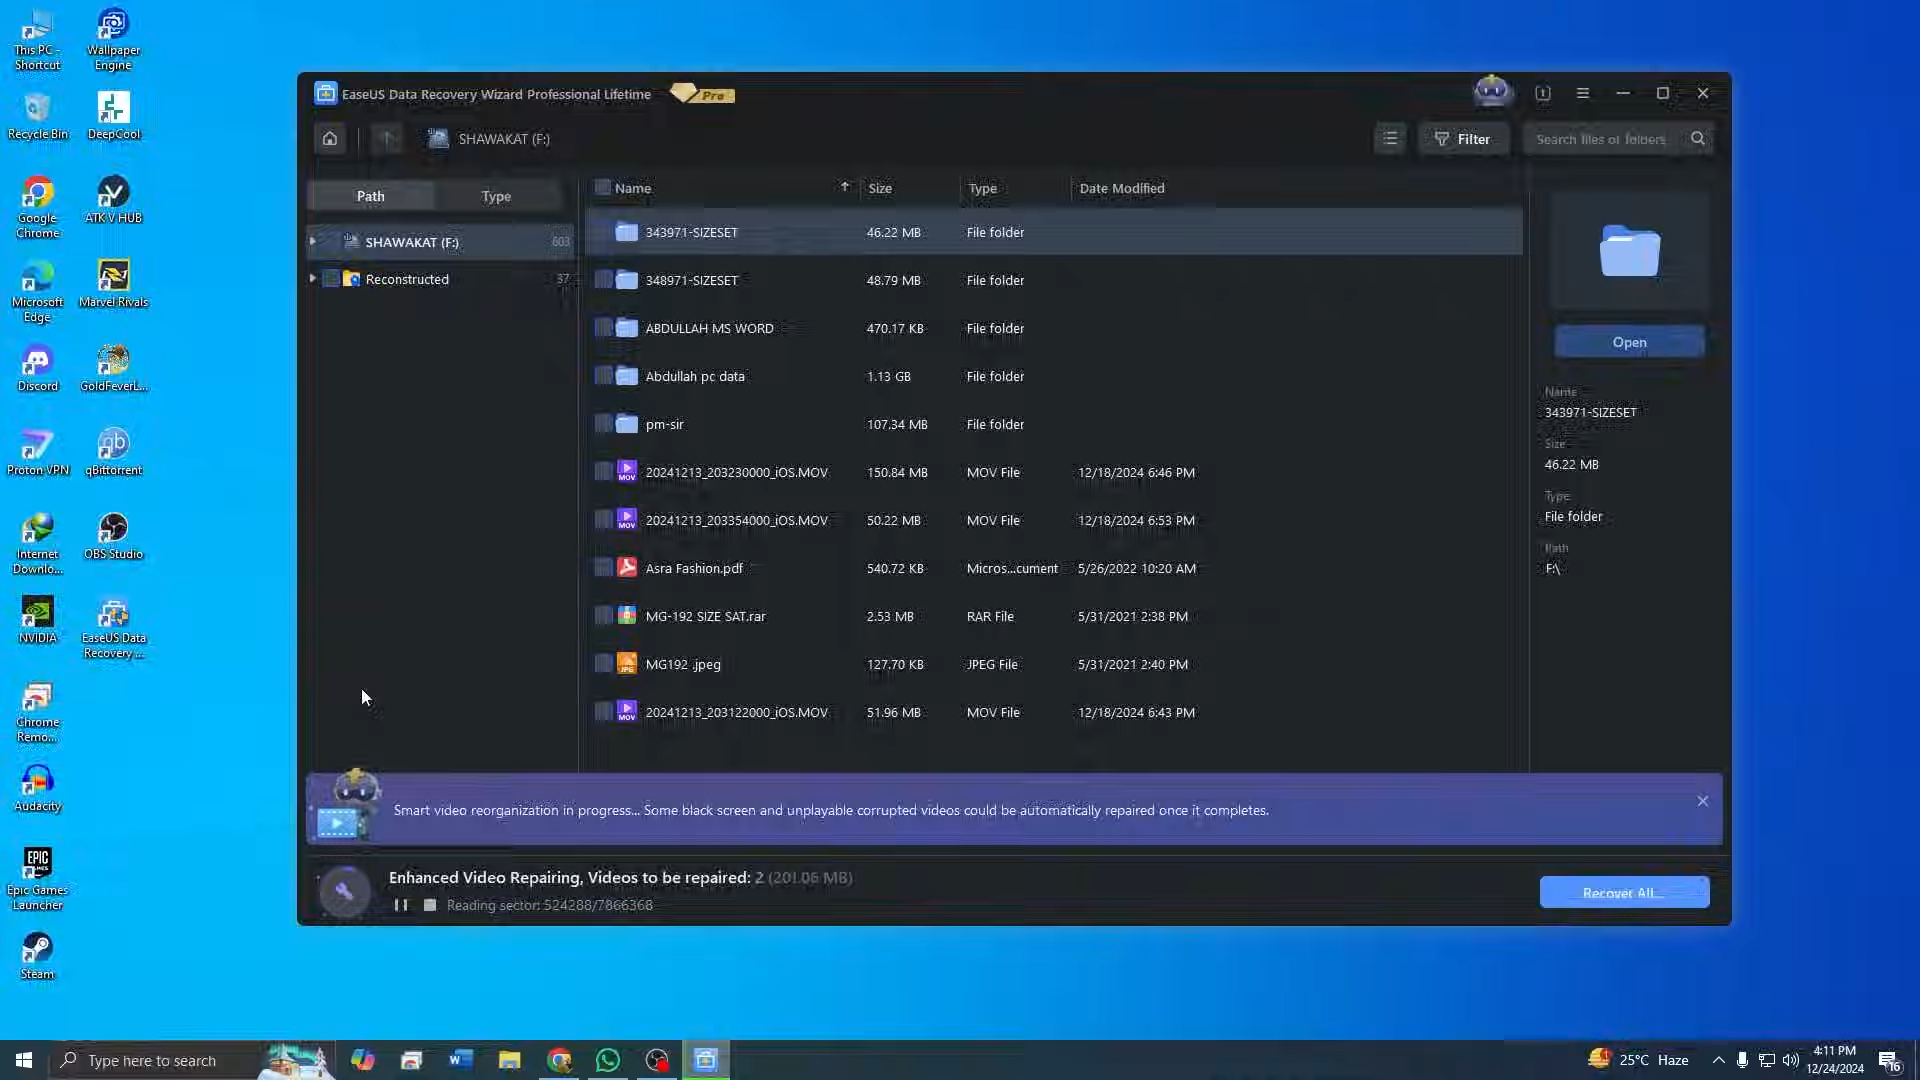 This PC -
Shortcut
Wallpaper
Engine
Recycle Bin
DeepCool
Google
Chrome
ATK V HUB
Microsoft
Edge
Marvel Rivals
Discord
GoldFeverL...
Proton VPN
qBittorrent
Internet
Downlo...
OBS Studio
NVIDIA
EaseUS Data
Recovery ...
Chrome
Remo...
Audacity
EPIC
GAMES
Epic Games
Launcher
Steam
EaseUS Data Recovery Wizard Professional Lifetime
Pro
SHAWAKAT (F:)
Filter
Search files or folders
Path
Type
SHAWAKAT (F:)
603
Reconstructed
37
Name
Size
Type
Date Modified
343971-SIZESET
46.22 MB
File folder
348971-SIZESET
48.79 MB
File folder
ABDULLAH MS WORD
470.17 KB
File folder
Abdullah pc data
1.13 GB
File folder
pm-sir
107.34 MB
File folder
MOV
20241213_203230000_iOS.MOV
150.84 MB
MOV File
12/18/2024 6:46 PM
MOV
20241213_203354000_iOS.MOV
50.22 MB
MOV File
12/18/2024 6:53 PM
Asra Fashion.pdf
540.72 KB
Micros...cument
5/26/2022 10:20 AM
MG-192 SIZE SAT.rar
2.53 MB
RAR File
5/31/2021 2:38 PM
JPG
MG192 .jpeg
127.70 KB
JPEG File
5/31/2021 2:40 PM
MOV
20241213_203122000_iOS.MOV
51.96 MB
MOV File
12/18/2024 6:43 PM
Open
Name
343971-SIZESET
Size
46.22 MB
Type
File folder
Path
F:\
Smart video reorganization in progress... Some black screen and unplayable corrupted videos could be automatically repaired once it completes.
Enhanced Video Repairing, Videos to be repaired: 2 (201.06 MB)
Reading sector: 524288/7866368
Recover All...
Type here to search
25°C Haze
4:11 PM
12/24/2024
16